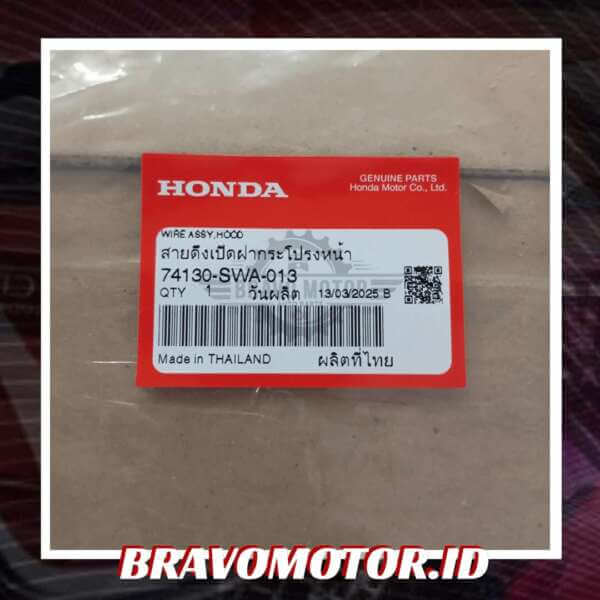 GENUINE PARTS
HONDA Honda Motor Co., Ltd.
WIRE ASSY,HOOD
สายดึงเปิดฝากระโปรงหน้า
74130-SWA-013
QTY 1 วันผลิต 13/03/2025 B
Made in THAILAND ผลิตที่ไทย
BRAVOMOTOR.ID